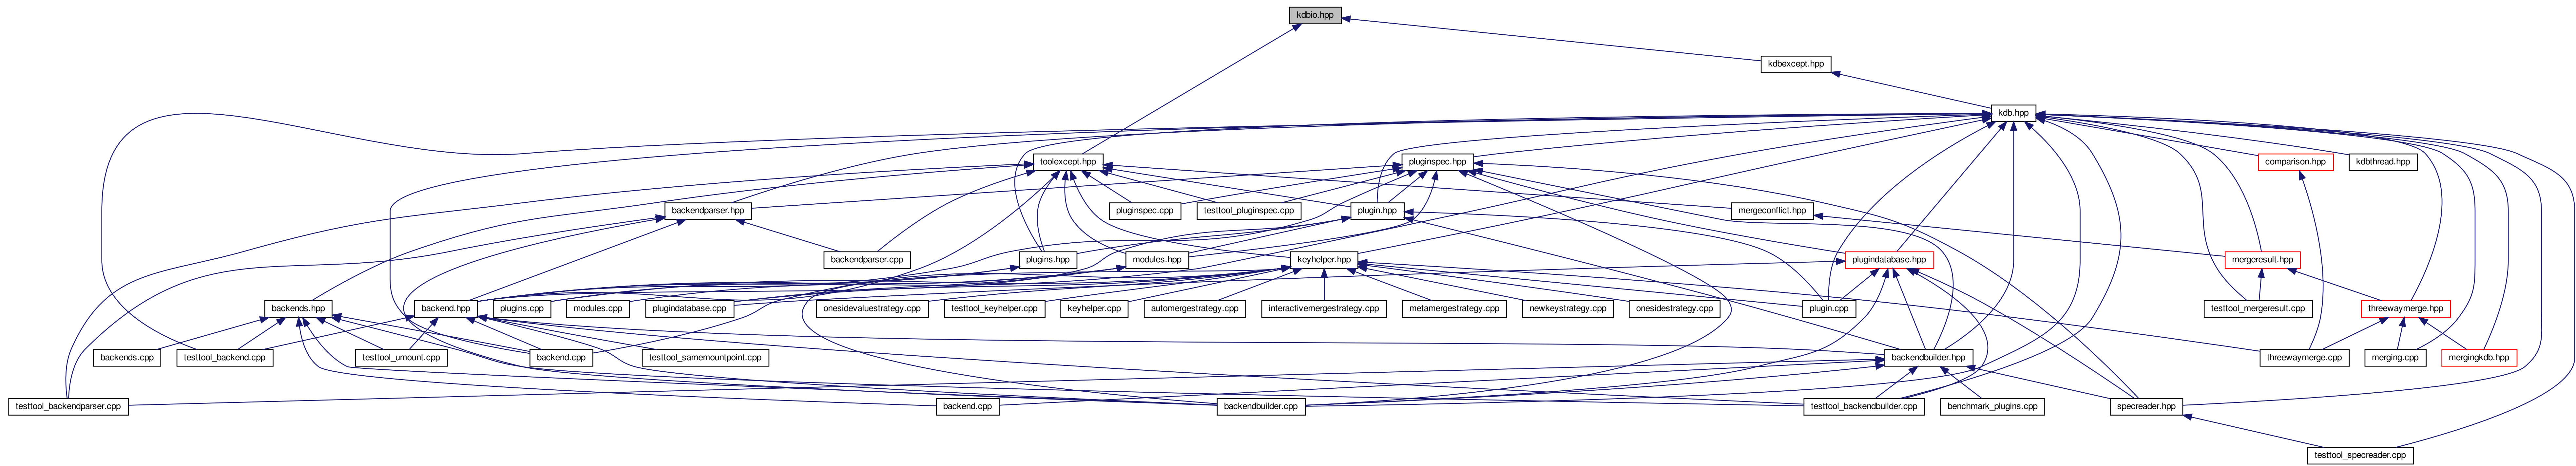 kdbio.hpp
kdbexcept.hpp
kdb.hpp
toolexcept.hpp
pluginspec.hpp
comparison.hpp
kdbthread.hpp
backendparser.hpp
pluginspec.cpp
testtool_pluginspec.cpp
plugin.hpp
mergeconflict.hpp
backendparser.cpp
plugins.hpp
modules.hpp
keyhelper.hpp
plugindatabase.hpp
mergeresult.hpp
backends.hpp
backend.hpp
plugins.cpp
modules.cpp
plugindatabase.cpp
onesidevaluestrategy.cpp
testtool_keyhelper.cpp
keyhelper.cpp
automergestrategy.cpp
interactivemergestrategy.cpp
metamergestrategy.cpp
newkeystrategy.cpp
onesidestrategy.cpp
plugin.cpp
testtool_mergeresult.cpp
threewaymerge.hpp
backends.cpp
testtool_backend.cpp
testtool_umount.cpp
backend.cpp
testtool_samemountpoint.cpp
backendbuilder.hpp
threewaymerge.cpp
merging.cpp
mergingkdb.hpp
testtool_backendparser.cpp
backend.cpp
backendbuilder.cpp
testtool_backendbuilder.cpp
benchmark_plugins.cpp
specreader.hpp
testtool_specreader.cpp